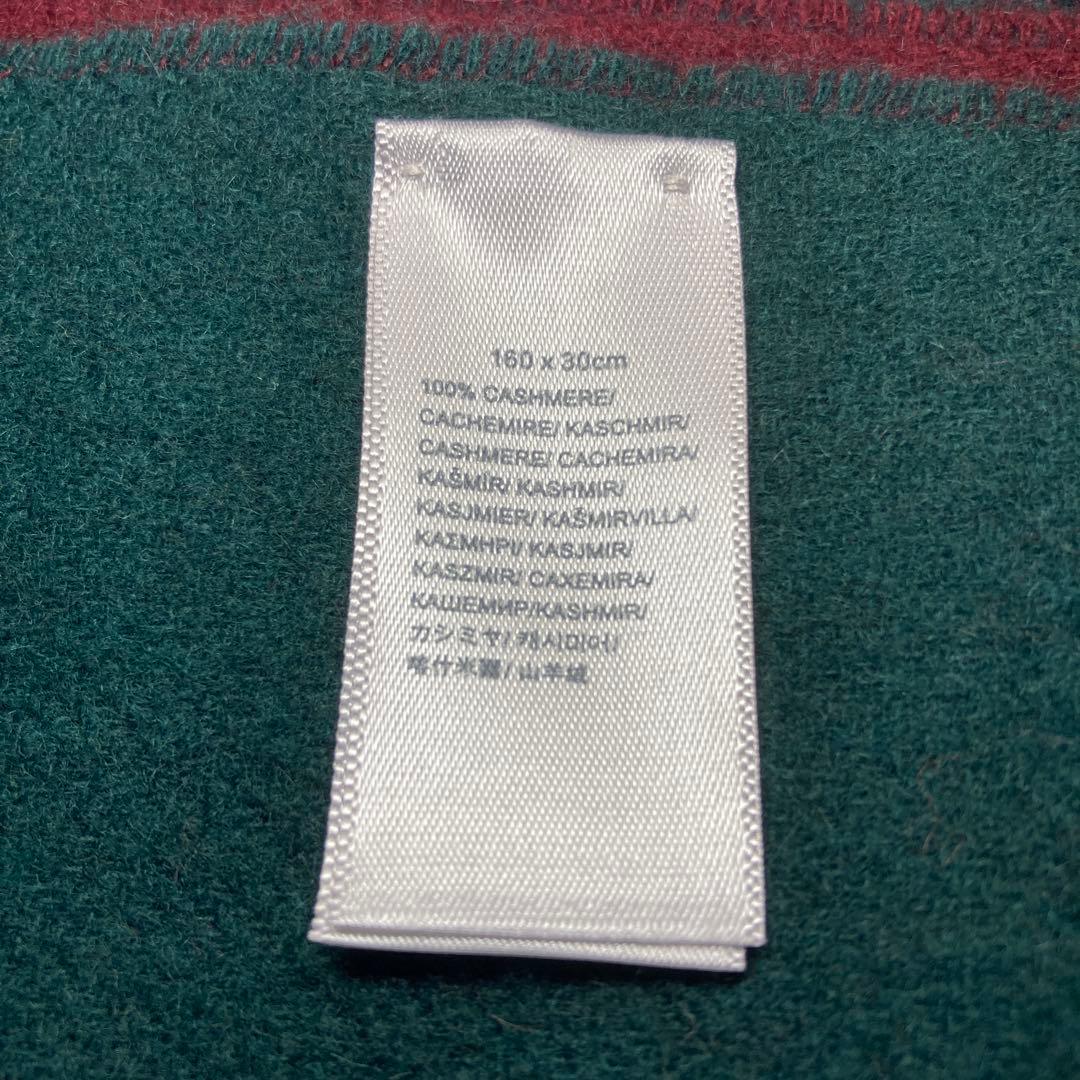 160 x 30cm
100% CASHMERE/
CACHEMIRE/ KASCHMIR/
CASHMERE/ CACHEMIRA/
KAŠMÍR/ KASHMIR/
KASJMIER/ KAŠMIRVILLA/
ΚΑΣΜΗΡΙ/ KASJMIR/
KASZMIR/ CAXEMIRA/
КАШЕМИР/KASHMIR/
カシミヤ/ 캐시미어/
喀什米爾/ 山羊绒